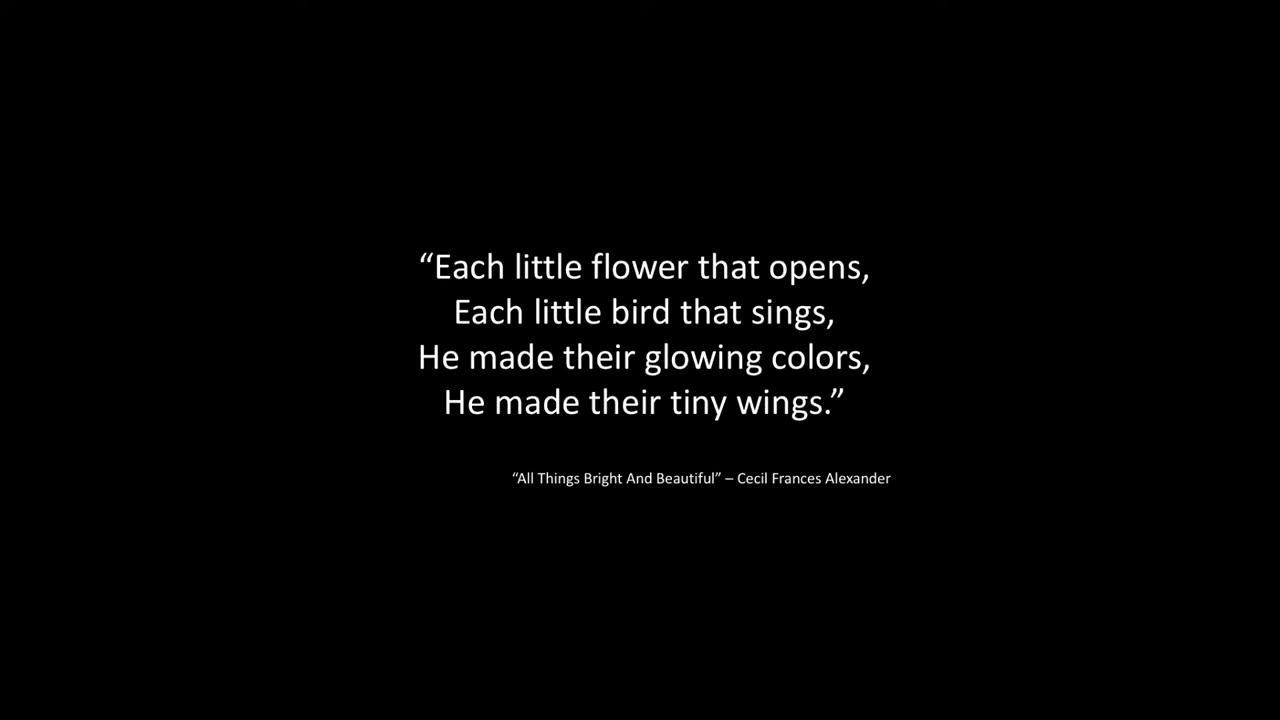 “Each little flower that opens,
Each little bird that sings,
He made their glowing colors,
He made their tiny wings.”
“All Things Bright And Beautiful” – Cecil Frances Alexander